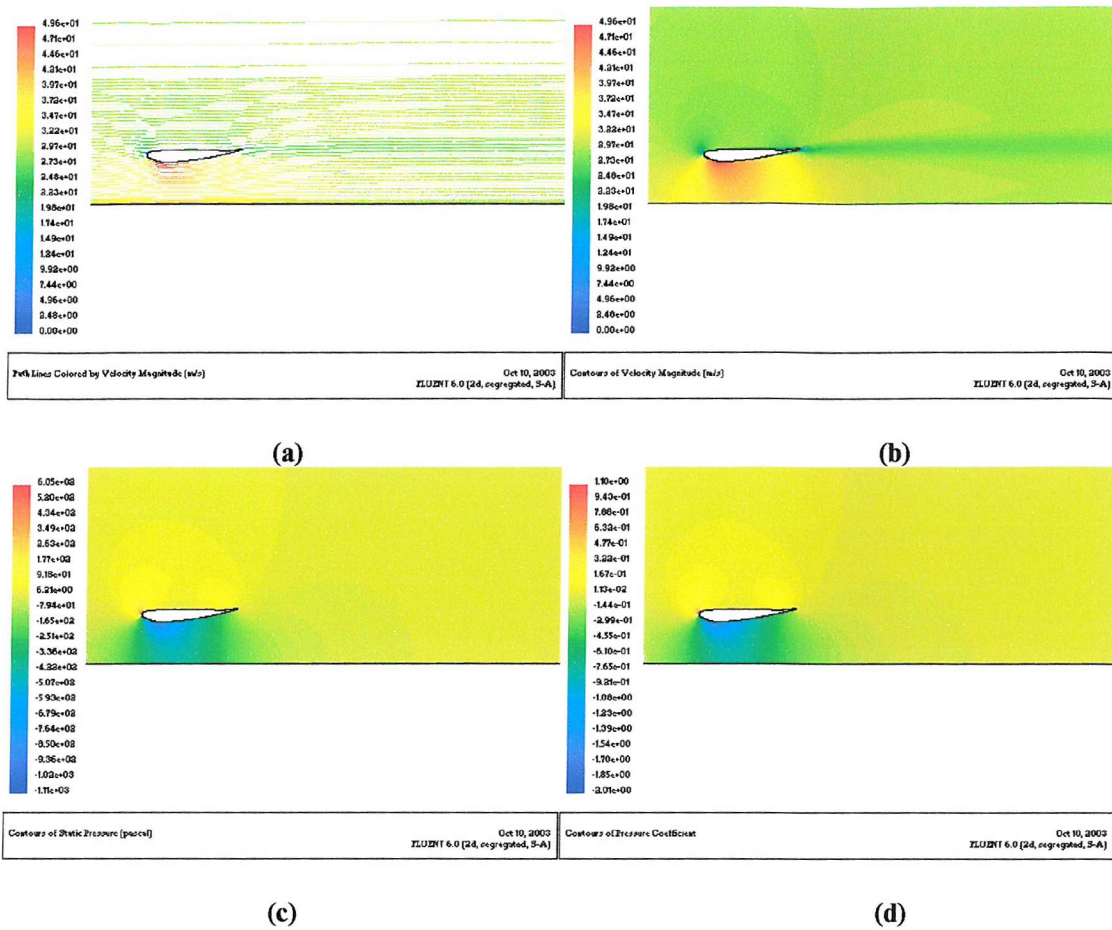 4.96e+01
4.71e+01
4.46e+01
4.21e+01
3.97e+01
3.72e+01
3.47e+01
3.22e+01
2.97e+01
2.73e+01
2.48e+01
2.23e+01
1.98e+01
1.74e+01
1.49e+01
1.24e+01
9.92e+00
7.44e+00
4.96e+00
2.48e+00
0.00e+00
Path Lines Colored by Velocity Magnitude (m/s)
Oct 10, 2003
FLUENT 6.0 (2d, segregated, S-A)
(a)
4.96e+01
4.71e+01
4.46e+01
4.21e+01
3.97e+01
3.72e+01
3.47e+01
3.22e+01
2.97e+01
2.73e+01
2.48e+01
2.23e+01
1.98e+01
1.74e+01
1.49e+01
1.24e+01
9.92e+00
7.44e+00
4.96e+00
2.48e+00
0.00e+00
Contours of Velocity Magnitude (m/s)
Oct 10, 2003
FLUENT 6.0 (2d, segregated, S-A)
(b)
6.05e+02
5.20e+02
4.34e+02
3.49e+02
2.63e+02
1.77e+02
9.18e+01
6.21e+00
-7.94e+01
-1.65e+02
-2.51e+02
-3.36e+02
-4.22e+02
-5.07e+02
-5.93e+02
-6.79e+02
-7.64e+02
-8.50e+02
-9.36e+02
-1.02e+03
-1.11e+03
Contours of Static Pressure (pascal)
Oct 10, 2003
FLUENT 6.0 (2d, segregated, S-A)
(c)
1.10e+00
9.43e-01
7.88e-01
6.32e-01
4.77e-01
3.22e-01
1.67e-01
1.13e-02
-1.44e-01
-2.99e-01
-4.55e-01
-6.10e-01
-7.65e-01
-9.21e-01
-1.08e+00
-1.23e+00
-1.39e+00
-1.54e+00
-1.70e+00
-1.85e+00
-2.01e+00
Contours of Pressure Coefficient
Oct 10, 2003
FLUENT 6.0 (2d, segregated, S-A)
(d)